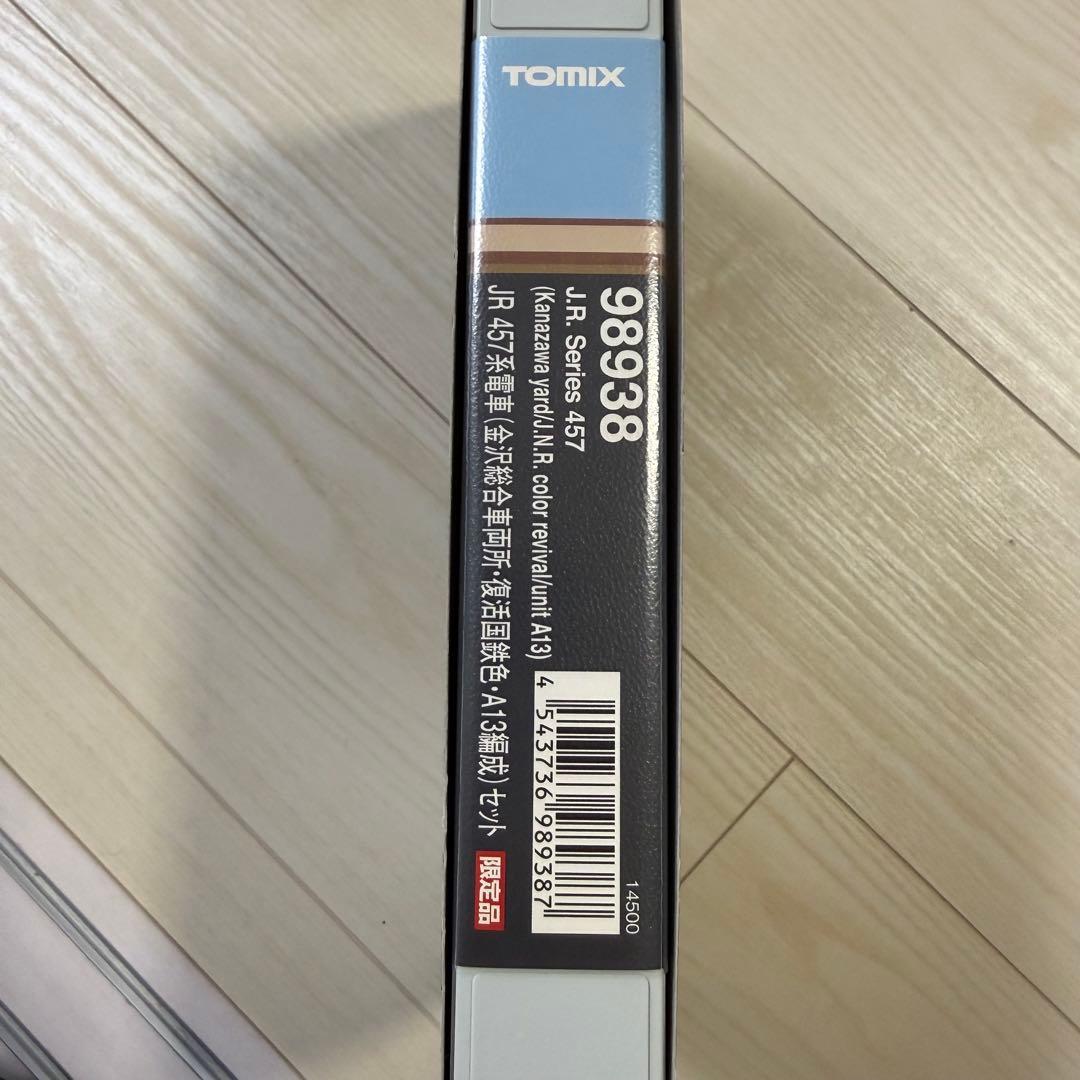 TOMIX
98938
J.R. Series 457
(Kanazawa yard/J.N.R. color revival/unit A13)
JR 457系電車(金沢総合車両所・復活国鉄色・A13編成)セット
限定品
4 543736 989387
14500